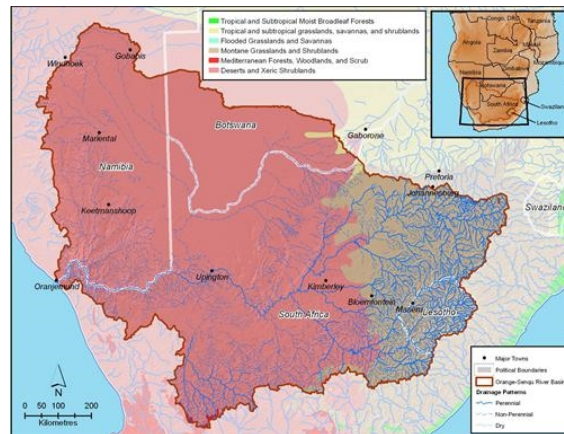 Tropical and Subtropical Moist Broadleaf Forests
Tropical and subtropical grasslands, savannas, and shrublands
Flooded Grasslands and Savannas
Montane Grasslands and Shrublands
Mediterranean Forests, Woodlands, and Scrub
Deserts and Xeric Shrublands
Congo, DRC
Tanzania
Angola
Zambia
Malawi
Mozambique
Zimbabwe
Namibia
Botswana
South Africa
Swaziland
Lesotho
Windhoek
Gobabis
Botswana
Gaborone
Mariental
Namibia
Pretoria
Johannesburg
Keetmanshoop
Swaziland
Oranjemund
Upington
Kimberley
Bloemfontein
Maseru
Lesotho
South Africa
N
0 50 100 200
Kilometres
Major Towns
Political Boundaries
Orange-Senqu River Basin
Drainage Patterns
Perennial
Non-Perennial
Dry